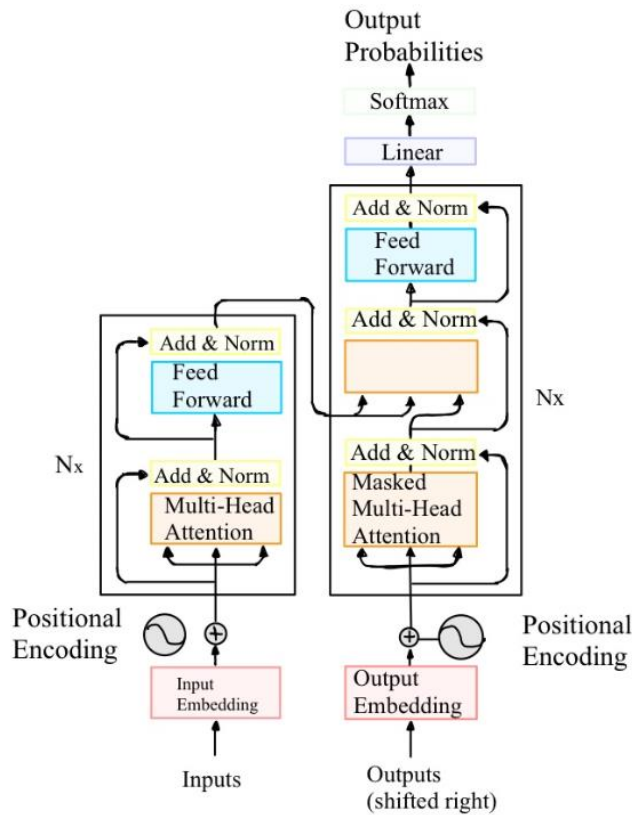 Output
Probabilities
Softmax
Linear
Add & Norm
Feed
Forward
Add & Norm
Add & Norm
Masked
Multi-Head
Attention
Nx
Add & Norm
Feed
Forward
Add & Norm
Multi-Head
Attention
Nx
Positional
Encoding
Positional
Encoding
Input
Embedding
Output
Embedding
Inputs
Outputs
(shifted right)